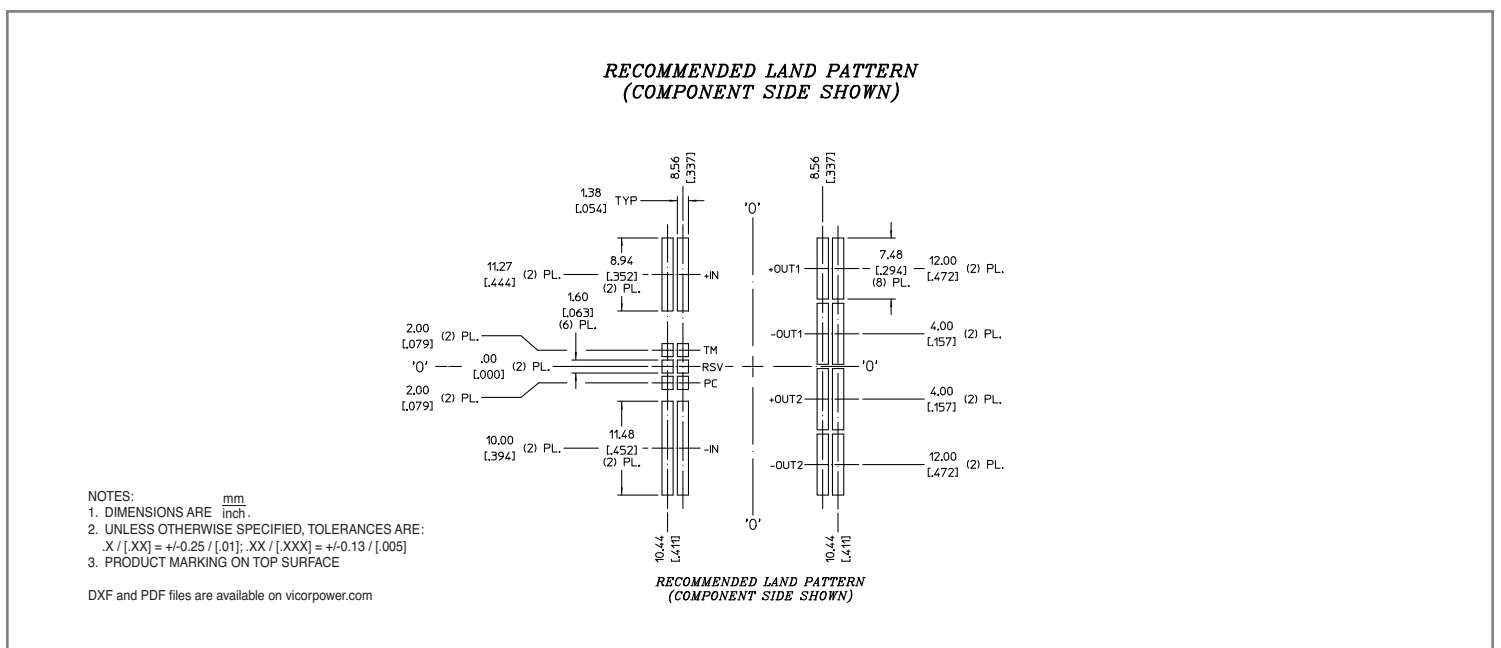 RECOMMENDED LAND PATTERN
(COMPONENT SIDE SHOWN)
8.56
[.337]
8.56
[.337]
1.38
[.054]
TYP
'0'
11.27
[.444]
(2) PL.
8.94
[.352]
(2) PL.
+IN
+OUT1
7.48
[.294]
(8) PL.
12.00
[.472]
(2) PL.
1.60
[.063]
(6) PL.
2.00
[.079]
(2) PL.
TM
-OUT1
4.00
[.157]
(2) PL.
'0'
.00
[.000]
(2) PL.
RSV
'0'
2.00
[.079]
(2) PL.
PC
+OUT2
4.00
[.157]
(2) PL.
10.00
[.394]
(2) PL.
11.48
[.452]
(2) PL.
-IN
-OUT2
12.00
[.472]
(2) PL.
'0'
10.44
[.411]
10.44
[.411]
RECOMMENDED LAND PATTERN
(COMPONENT SIDE SHOWN)
NOTES:
1. DIMENSIONS ARE mm
inch.
2. UNLESS OTHERWISE SPECIFIED, TOLERANCES ARE:
.X / [.XX] = +/-0.25 / [.01]; .XX / [.XXX] = +/-0.13 / [.005]
3. PRODUCT MARKING ON TOP SURFACE
DXF and PDF files are available on vicorpower.com